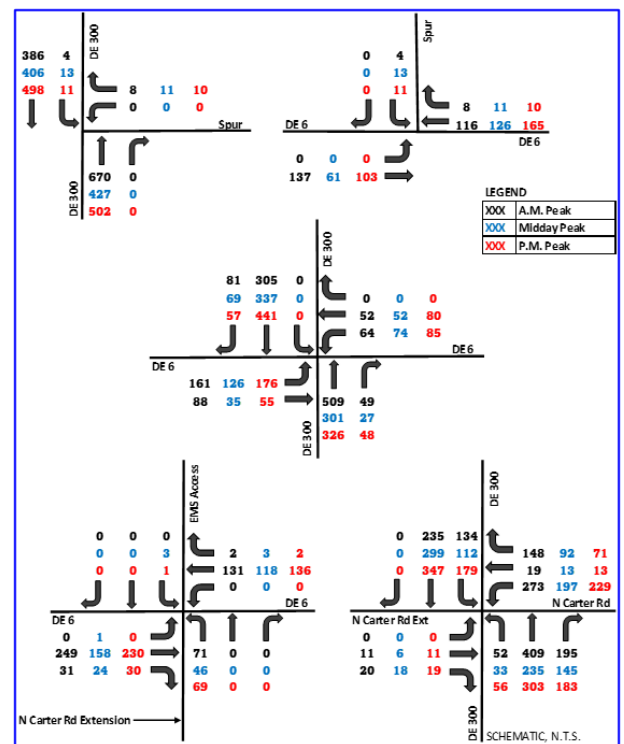 DE 300
386 4
406 13
498 11
8 11 10
0 0 0
Spur
670 0
427 0
502 0
DE 300
Spur
0 4
0 13
0 11
8 11 10
116 126 165
DE 6
DE 6
0 0 0
137 61 103
LEGEND
XXX A.M. Peak
XXX Midday Peak
XXX P.M. Peak
DE 300
81 305 0
69 337 0
57 441 0
0 0 0
52 52 80
64 74 85
DE 6
DE 6
161 126 176
88 35 55
509 49
301 27
326 48
DE 300
EMS Access
0 0 0
0 0 3
0 0 1
2 3 2
131 118 136
0 0 0
DE 6
DE 6
0 1 0
249 158 230
31 24 30
71 0 0
46 0 0
69 0 0
N Carter Rd Extension
DE 300
0 235 134
0 299 112
0 347 179
148 92 71
19 13 13
273 197 229
N Carter Rd
N Carter Rd Ext
0 0 0
11 6 11
20 18 19
52 409 195
33 235 145
56 303 183
DE 300
SCHEMATIC, N.T.S.